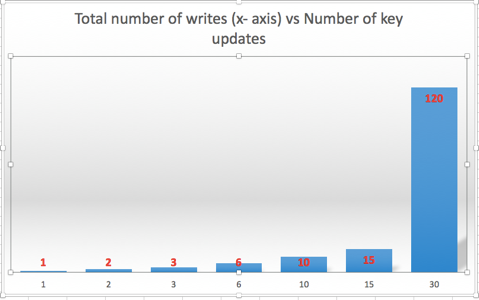 Total number of writes (x- axis) vs Number of key
updates
120
1 2 3 6 10 15
1 2 3 6 10 15 30